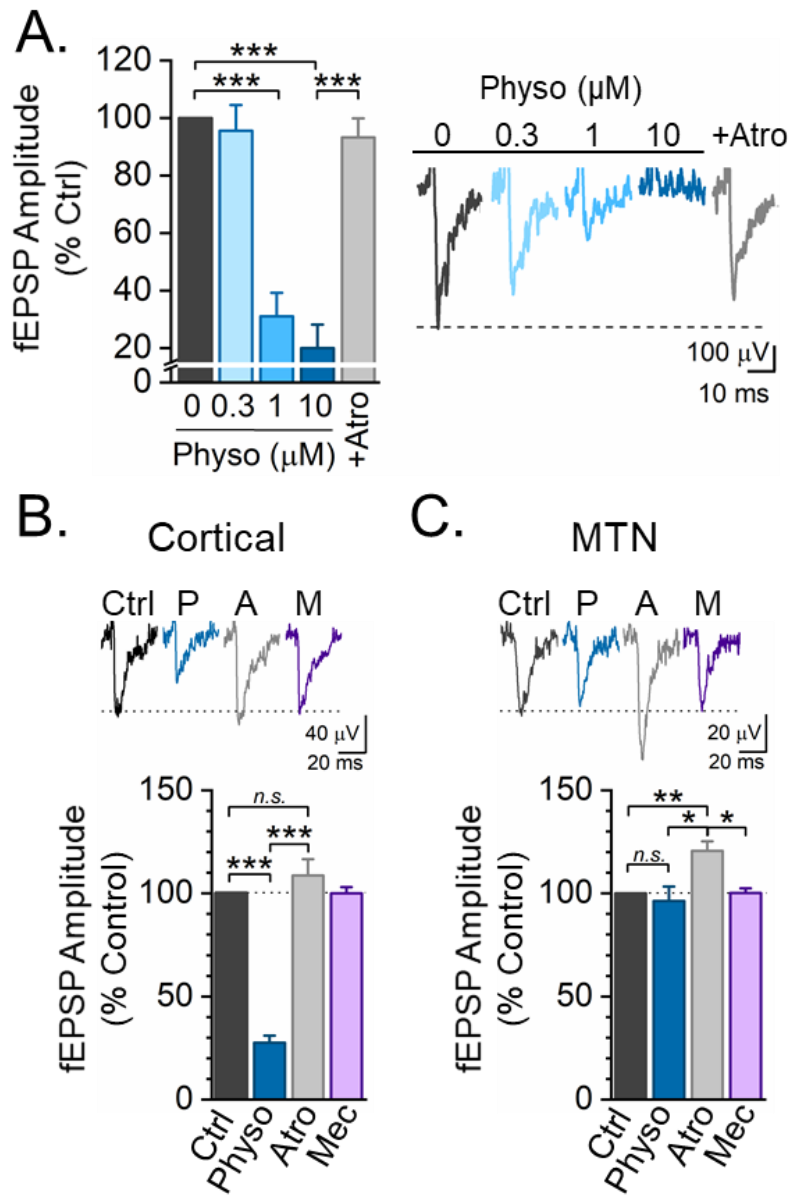 A.
fEPSP Amplitude
(% Ctrl)
120
100
80
60
40
20
0
***
***
***
0 0.3 1 10 +Atro
Physo (μM)
Physo (μM)
0 0.3 1 10 +Atro
100 μV
10 ms
B.
Cortical
Ctrl P A M
40 μV
20 ms
fEPSP Amplitude
(% Control)
150
100
50
0
n.s.
***
***
Ctrl Physo Atro Mec
C.
MTN
Ctrl P A M
20 μV
20 ms
fEPSP Amplitude
(% Control)
150
100
50
0
**
* *
n.s.
Ctrl Physo Atro Mec